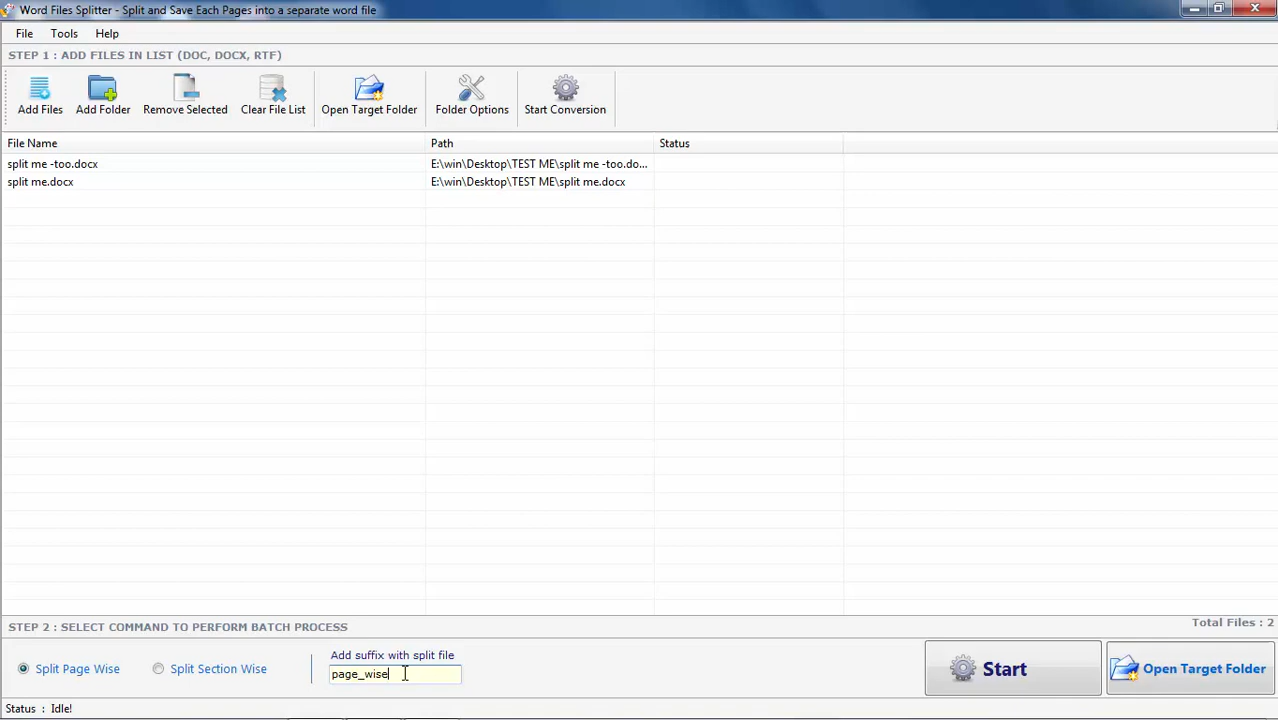 Word Files Splitter - Split and Save Each Pages into a separate word file
File Tools Help
STEP 1 : ADD FILES IN LIST (DOC, DOCX, RTF)
Add Files Add Folder Remove Selected Clear File List Open Target Folder Folder Options Start Conversion
File Name Path Status
split me -too.docx E:\win\Desktop\TEST ME\split me -too.do...
split me.docx E:\win\Desktop\TEST ME\split me.docx
STEP 2 : SELECT COMMAND TO PERFORM BATCH PROCESS Total Files : 2
Add suffix with split file
Split Page Wise Split Section Wise page_wise Start Open Target Folder
Status : Idle!